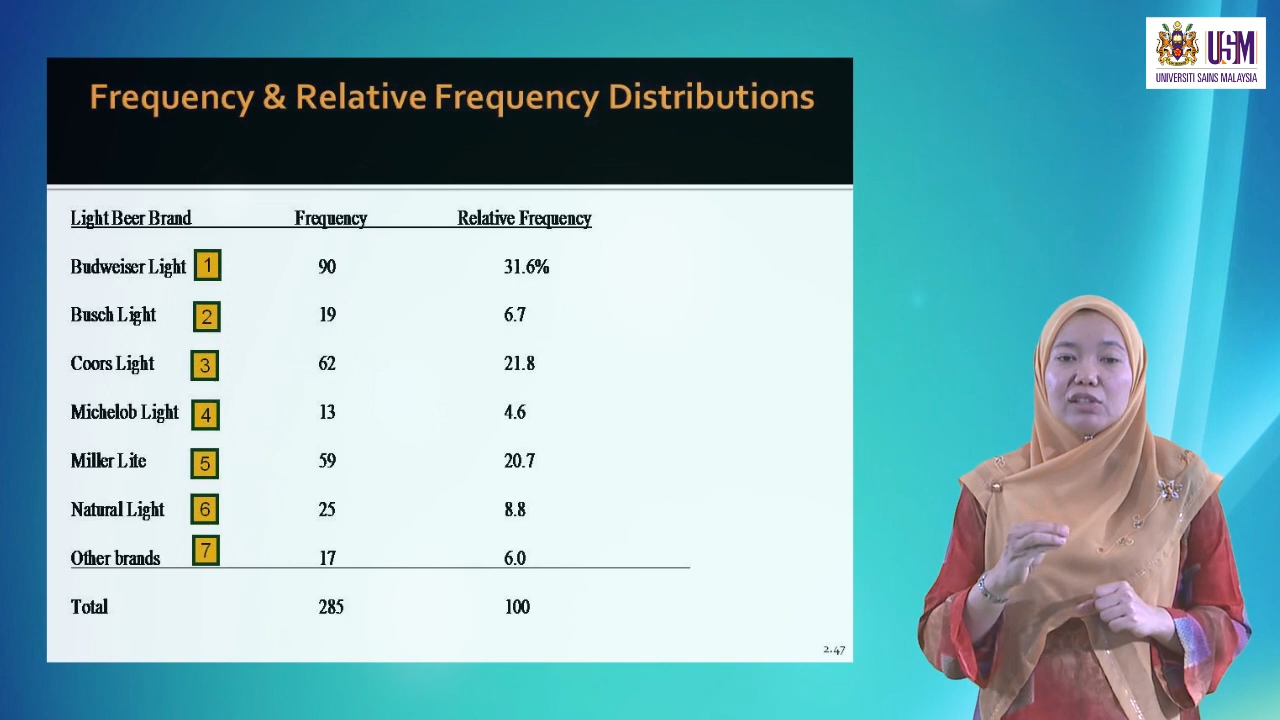 USM
UNIVERSITI SAINS MALAYSIA
Frequency & Relative Frequency Distributions
Light Beer Brand Frequency Relative Frequency
Budweiser Light 1 90 31.6%
Busch Light 2 19 6.7
Coors Light 3 62 21.8
Michelob Light 4 13 4.6
Miller Lite 5 59 20.7
Natural Light 6 25 8.8
Other brands 7 17 6.0
Total 285 100
2.47